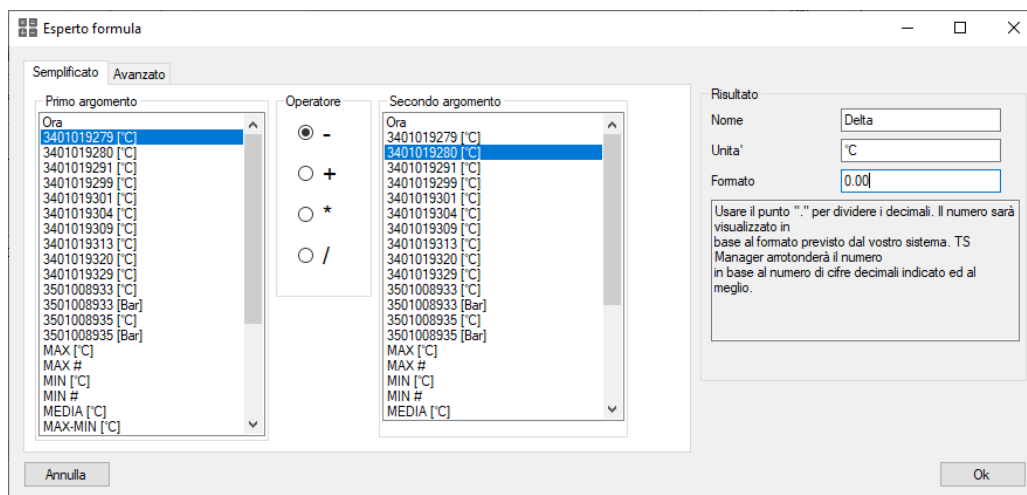 Esperto formula
Semplificato
Avanzato
Primo argomento
Ora
3401019279 [°C]
3401019280 [°C]
3401019291 [°C]
3401019299 [°C]
3401019301 [°C]
3401019304 [°C]
3401019309 [°C]
3401019313 [°C]
3401019320 [°C]
3401019329 [°C]
3501008933 [°C]
3501008933 [Bar]
3501008935 [°C]
3501008935 [Bar]
MAX [°C]
MAX #
MIN [°C]
MIN #
MEDIA [°C]
MAX-MIN [°C]
Operatore
-
+
*
/
Secondo argomento
Ora
3401019279 [°C]
3401019280 [°C]
3401019291 [°C]
3401019299 [°C]
3401019301 [°C]
3401019304 [°C]
3401019309 [°C]
3401019313 [°C]
3401019320 [°C]
3401019329 [°C]
3501008933 [°C]
3501008933 [Bar]
3501008935 [°C]
3501008935 [Bar]
MAX [°C]
MAX #
MIN [°C]
MIN #
MEDIA [°C]
Risultato
Nome Delta
Unita' °C
Formato 0.00
Usare il punto "." per dividere i decimali. Il numero sarà
visualizzato in
base al formato previsto dal vostro sistema. TS
Manager arrotonderà il numero
in base al numero di cifre decimali indicato ed al
meglio.
Annulla
Ok